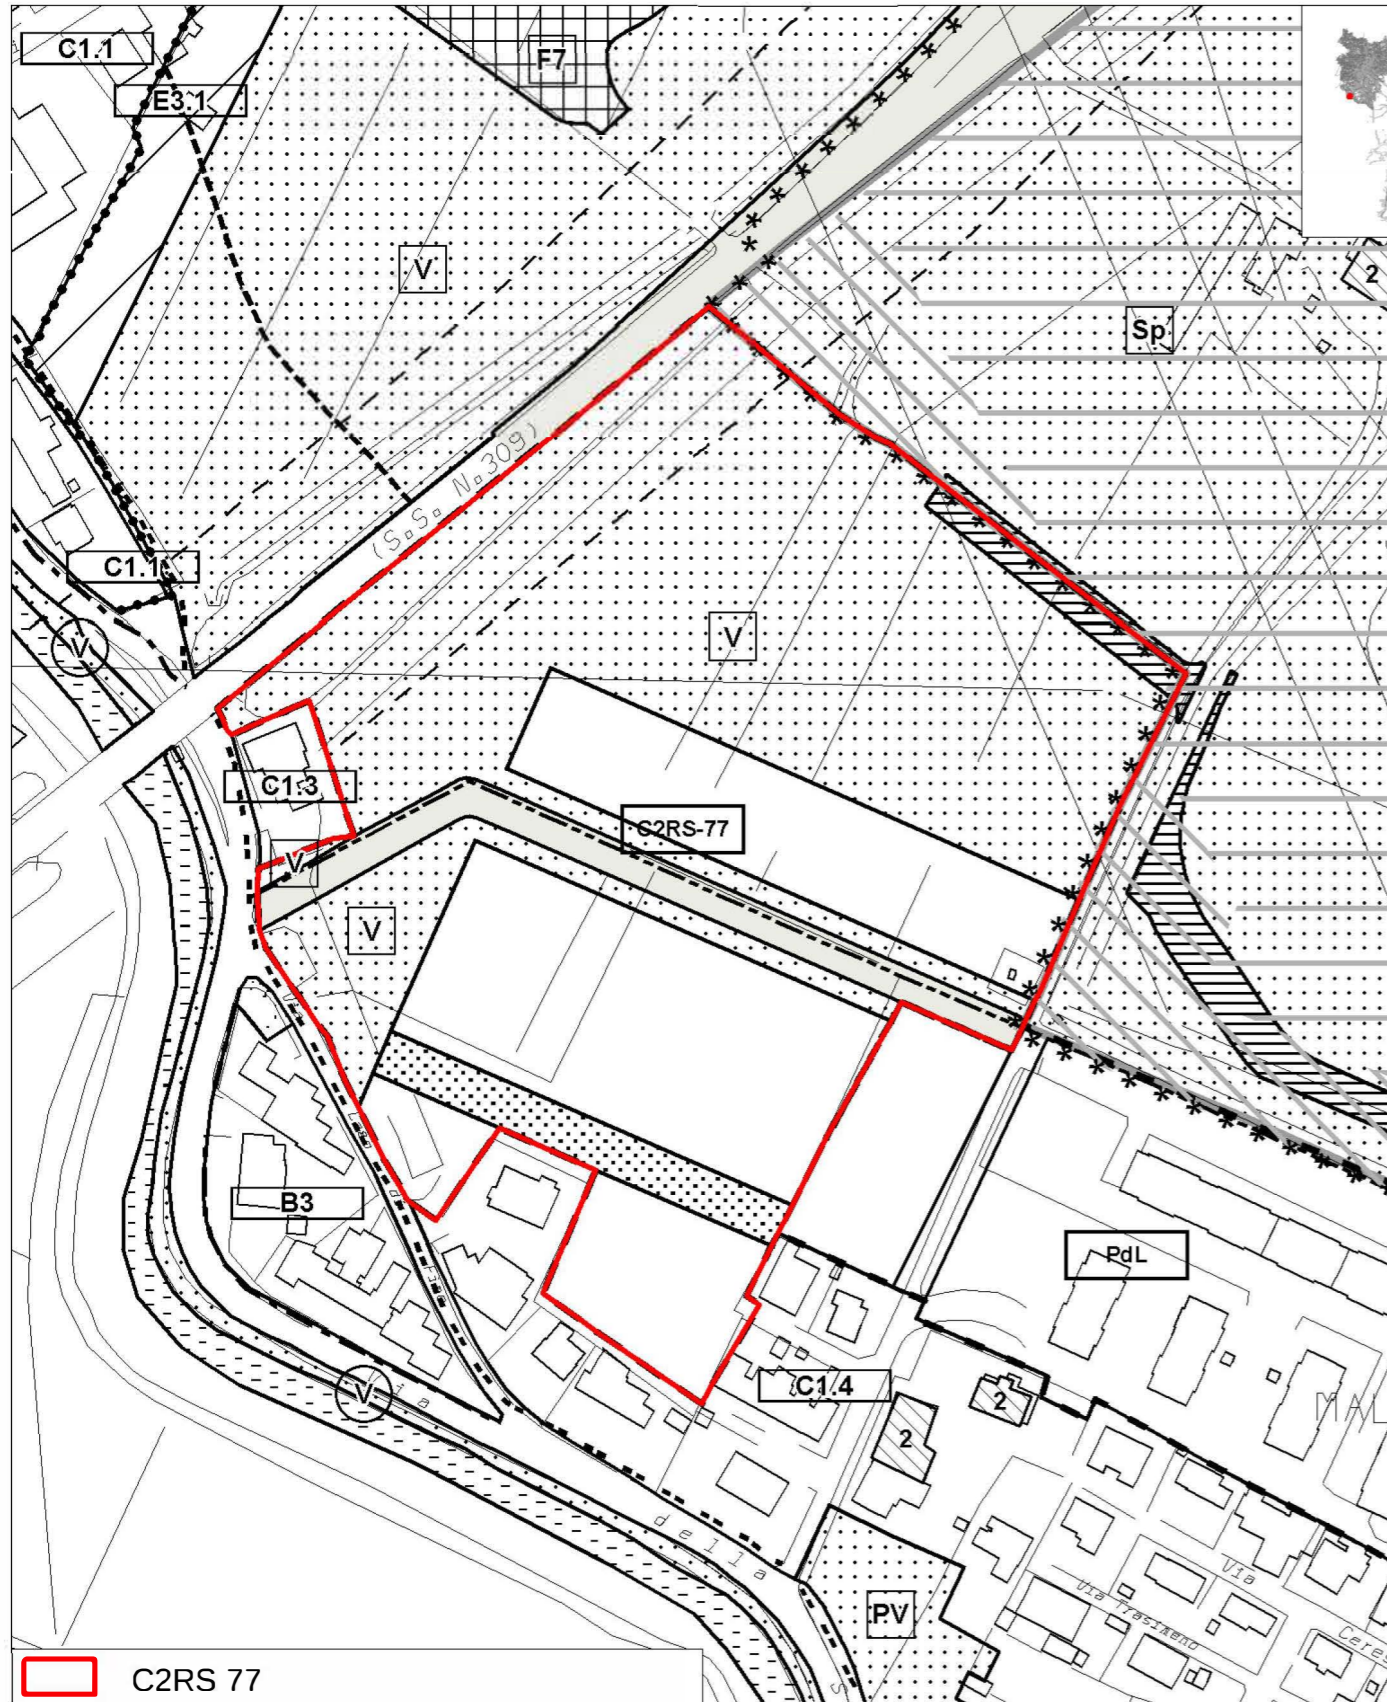 C1.1
F7
E3.1
V
2
Sp
(S.S. N.309)
C1.1
V
V
C1.3
C2RS-77
V
V
B3
PdL
V
C1.4
2
2
MAL
della
PV
Via
Via Trasimeno
C2RS 77